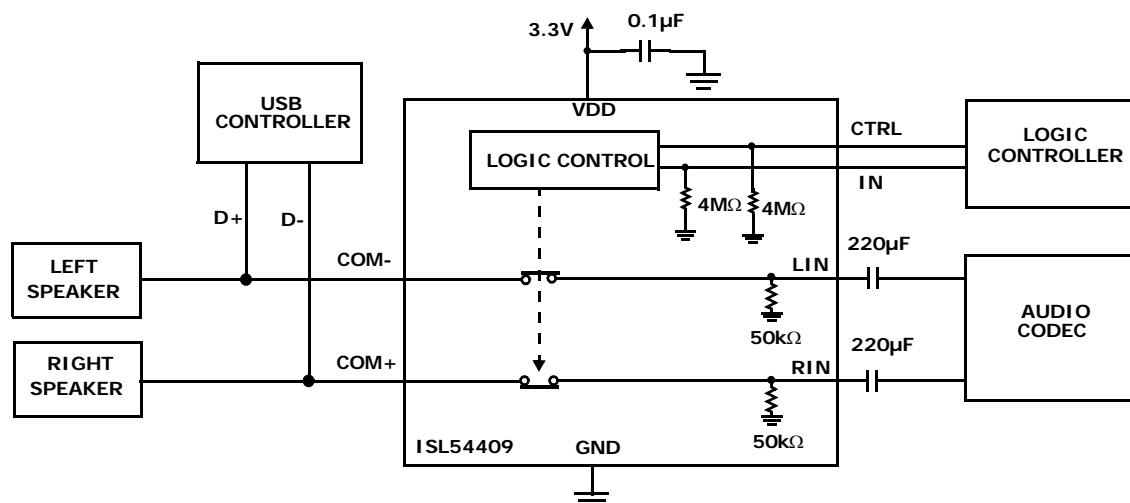 3.3V
0.1µF
USB
CONTROLLER
VDD
LOGIC CONTROL
CTRL
IN
LOGIC
CONTROLLER
4MΩ
4MΩ
D+
D-
LEFT
SPEAKER
COM-
LIN
220µF
50kΩ
AUDIO
CODEC
RIGHT
SPEAKER
COM+
RIN
220µF
50kΩ
ISL54409
GND